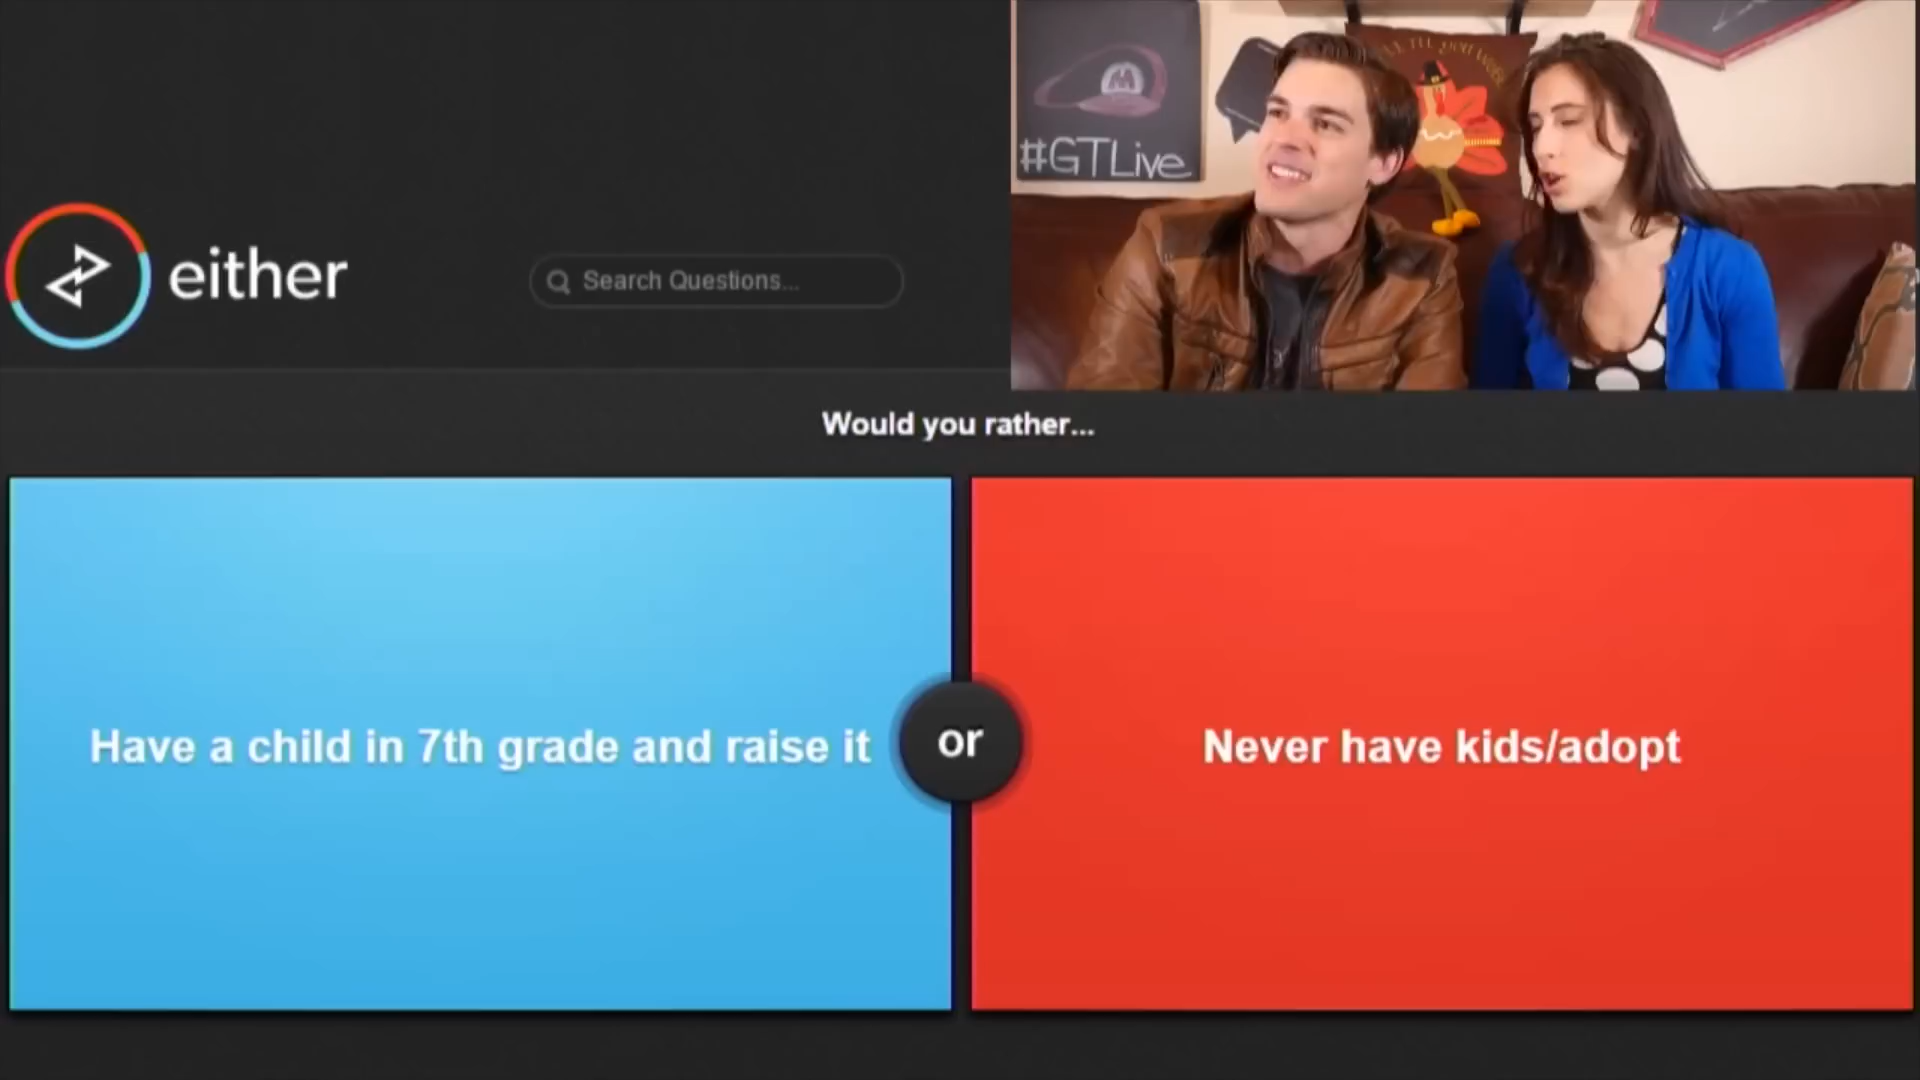 #GTLive
either
Search Questions...
Would you rather...
Have a child in 7th grade and raise it
or
Never have kids/adopt